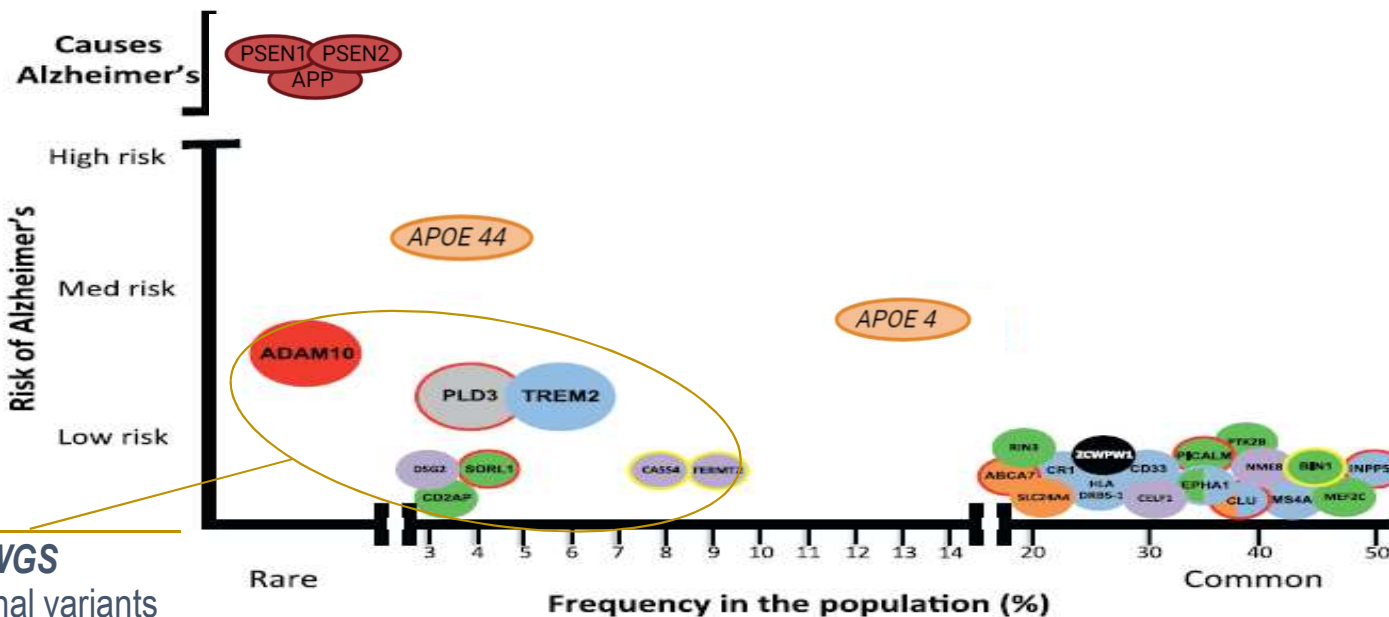 Causes
Alzheimer's
PSEN1 PSEN2
APP
High risk
APOE 44
Med risk
APOE 4
ADAM10
PLD3 TREM2
Risk of Alzheimer's
Low risk
DSG2 SORL1 CASS4 FERMT2
CD2AP
RIN3 ZCWPW1 PICALM PTK2B
ABCA7 CR1 CD33 NME8 BIN1 INPP5
HLA EPHA1
SLC24A4 DRB5-1 CELF1 CLU MS4A MEF2C
3 4 5 6 7 8 9 10 11 12 13 14 20 30 40 50
WGS
nal variants
Rare
Common
Frequency in the population (%)